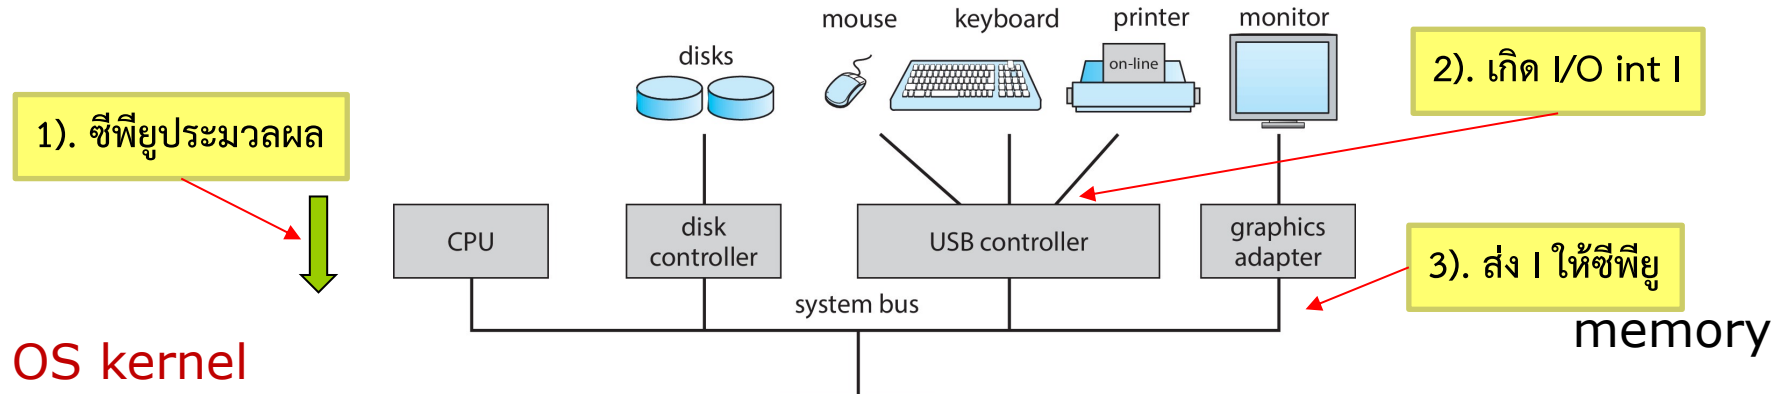 mouse
keyboard
printer
monitor
disks
on-line
2). เกิด I/O int I
1). ซีพียูประมวลผล
CPU
disk
controller
USB controller
graphics
adapter
3). ส่ง I ให้ซีพียู
system bus
memory
OS kernel